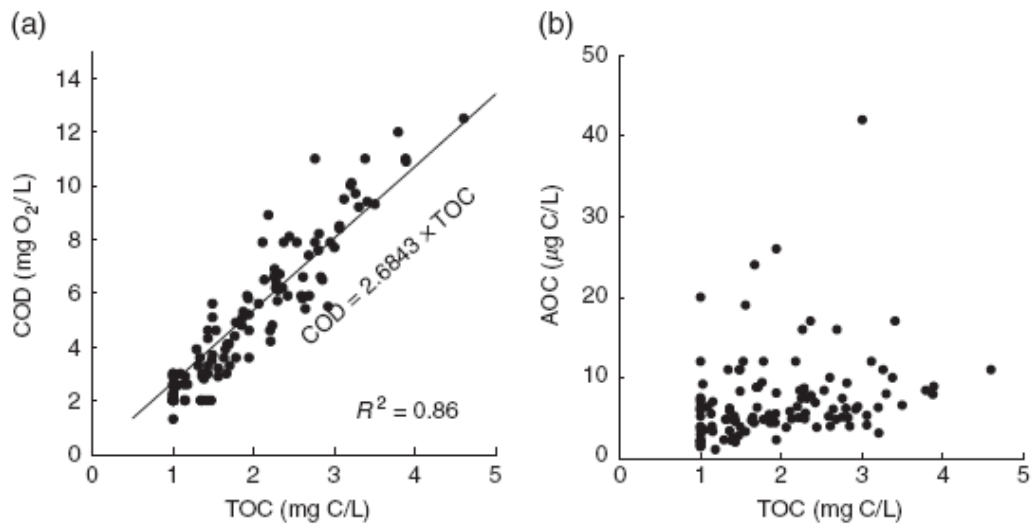 (a)
COD (mg O₂/L)
14
12
10
8
6
4
2
0
0 1 2 3 4 5
TOC (mg C/L)
COD = 2.6843 × TOC
R² = 0.86
(b)
AOC (µg C/L)
50
40
30
20
10
0
0 1 2 3 4 5
TOC (mg C/L)